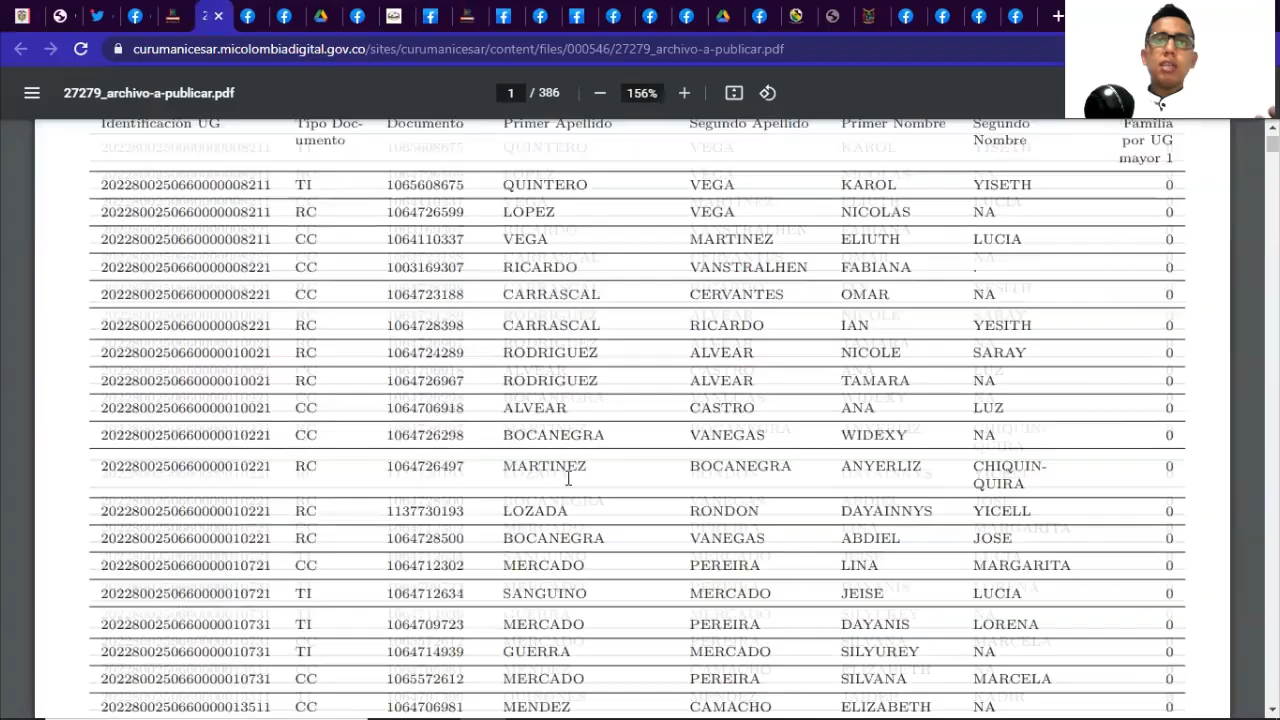 curumanicesar.micolombiadigital.gov.co/sites/curumanicesar/content/files/000546/27279_archivo-a-publicar.pdf
27279_archivo-a-publicar.pdf 1 / 386 156%
Identificación UG Tipo Doc- Documento Primer Apellido Segundo Apellido Primer Nombre Segundo Familia
umento Nombre por UG
mayor 1
202280025066000008211 TI 1065608675 QUINTERO VEGA KAROL YISETH 0
202280025066000008211 RC 1064726599 LOPEZ VEGA NICOLAS NA 0
202280025066000008211 CC 1064110337 VEGA MARTINEZ ELIUTH LUCIA 0
202280025066000008221 CC 1003169307 RICARDO VANSTRALHEN FABIANA . 0
202280025066000008221 CC 1064723188 CARRASCAL CERVANTES OMAR NA 0
202280025066000008221 RC 1064728398 CARRASCAL RICARDO IAN YESITH 0
202280025066000010021 RC 1064724289 RODRIGUEZ ALVEAR NICOLE SARAY 0
202280025066000010021 RC 1064726967 RODRIGUEZ ALVEAR TAMARA NA 0
202280025066000010021 CC 1064706918 ALVEAR CASTRO ANA LUZ 0
202280025066000010221 CC 1064726298 BOCANEGRA VANEGAS WIDEXY NA 0
202280025066000010221 RC 1064726497 MARTINEZ BOCANEGRA ANYERLIZ CHIQUIN- 0
QUIRA
202280025066000010221 RC 1137730193 LOZADA RONDON DAYAINNYS YICELL 0
202280025066000010221 RC 1064728500 BOCANEGRA VANEGAS ABDIEL JOSE 0
202280025066000010721 CC 1064712302 MERCADO PEREIRA LINA MARGARITA 0
202280025066000010721 TI 1064712634 SANGUINO MERCADO JEISE LUCIA 0
202280025066000010731 TI 1064709723 MERCADO PEREIRA DAYANIS LORENA 0
202280025066000010731 TI 1064714939 GUERRA MERCADO SILYUREY NA 0
202280025066000010731 CC 1065572612 MERCADO PEREIRA SILVANA MARCELA 0
202280025066000013511 CC 1064706981 MENDEZ CAMACHO ELIZABETH NA 0